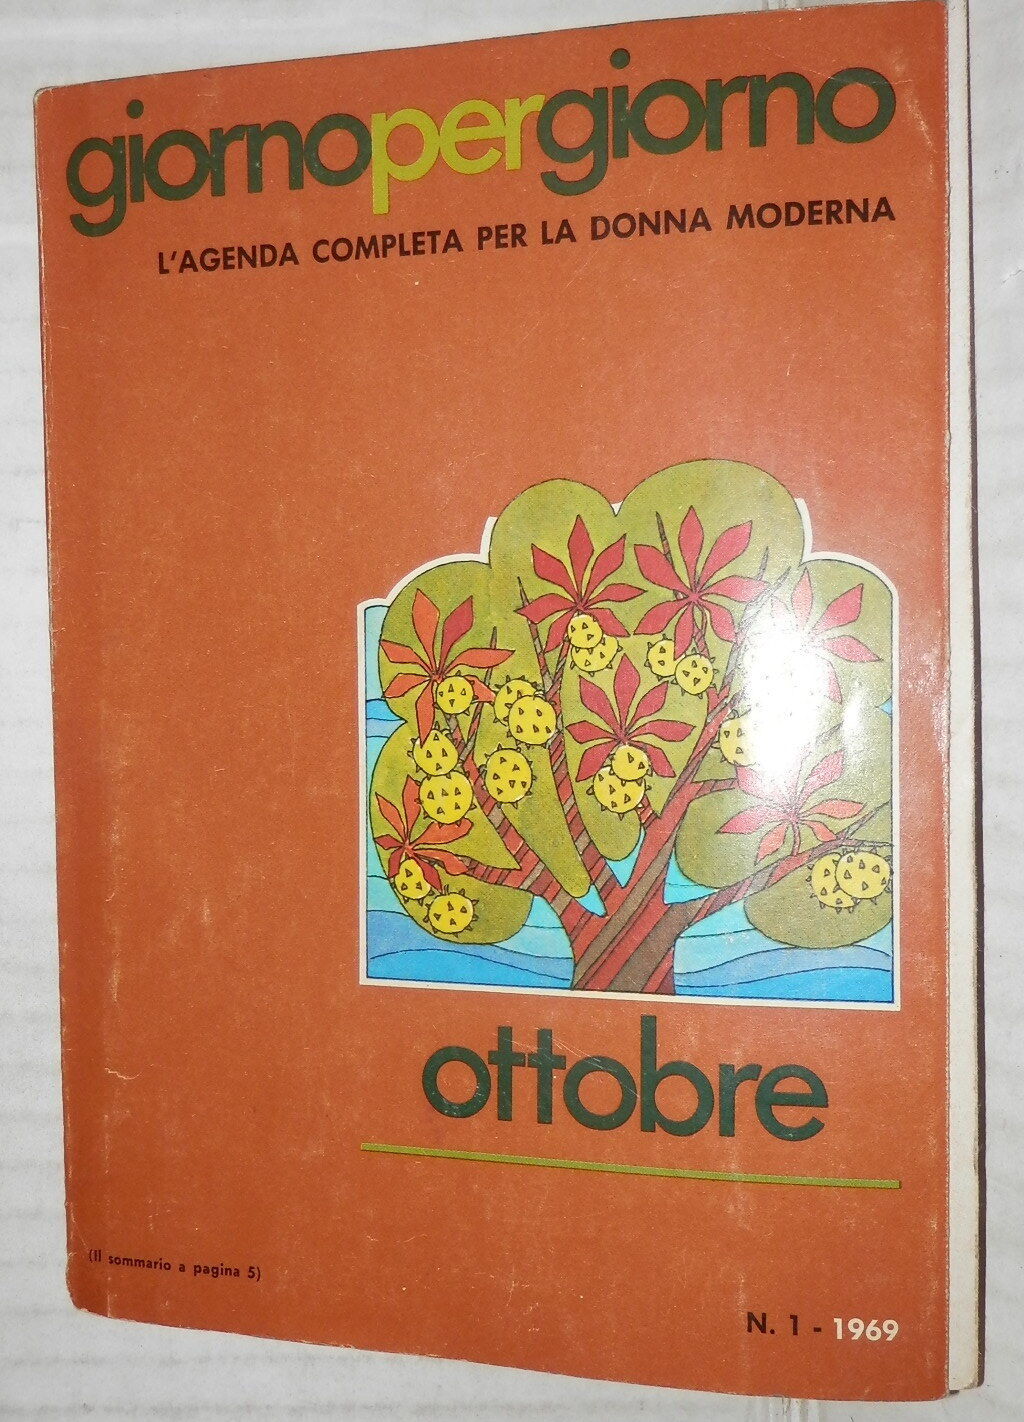 giornopergiorno
L'AGENDA COMPLETA PER LA DONNA MODERNA
ottobre
(Il sommario a pagina 5)
N. 1 - 1969